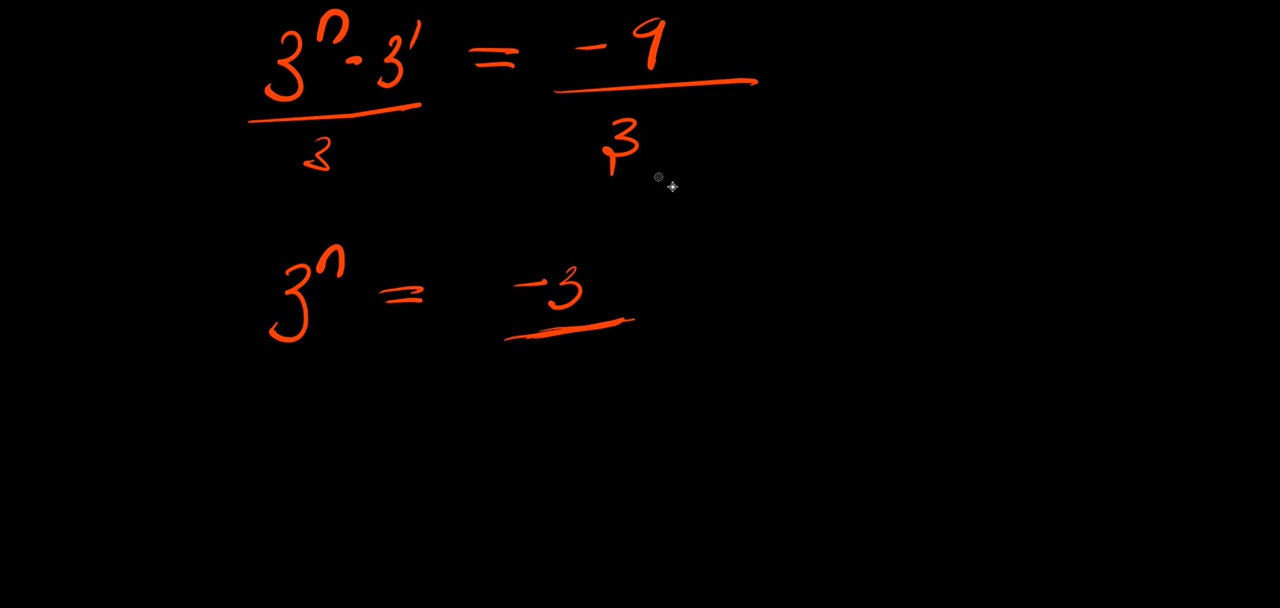 3ⁿ · 3¹ = -9
3 3
3ⁿ = -3